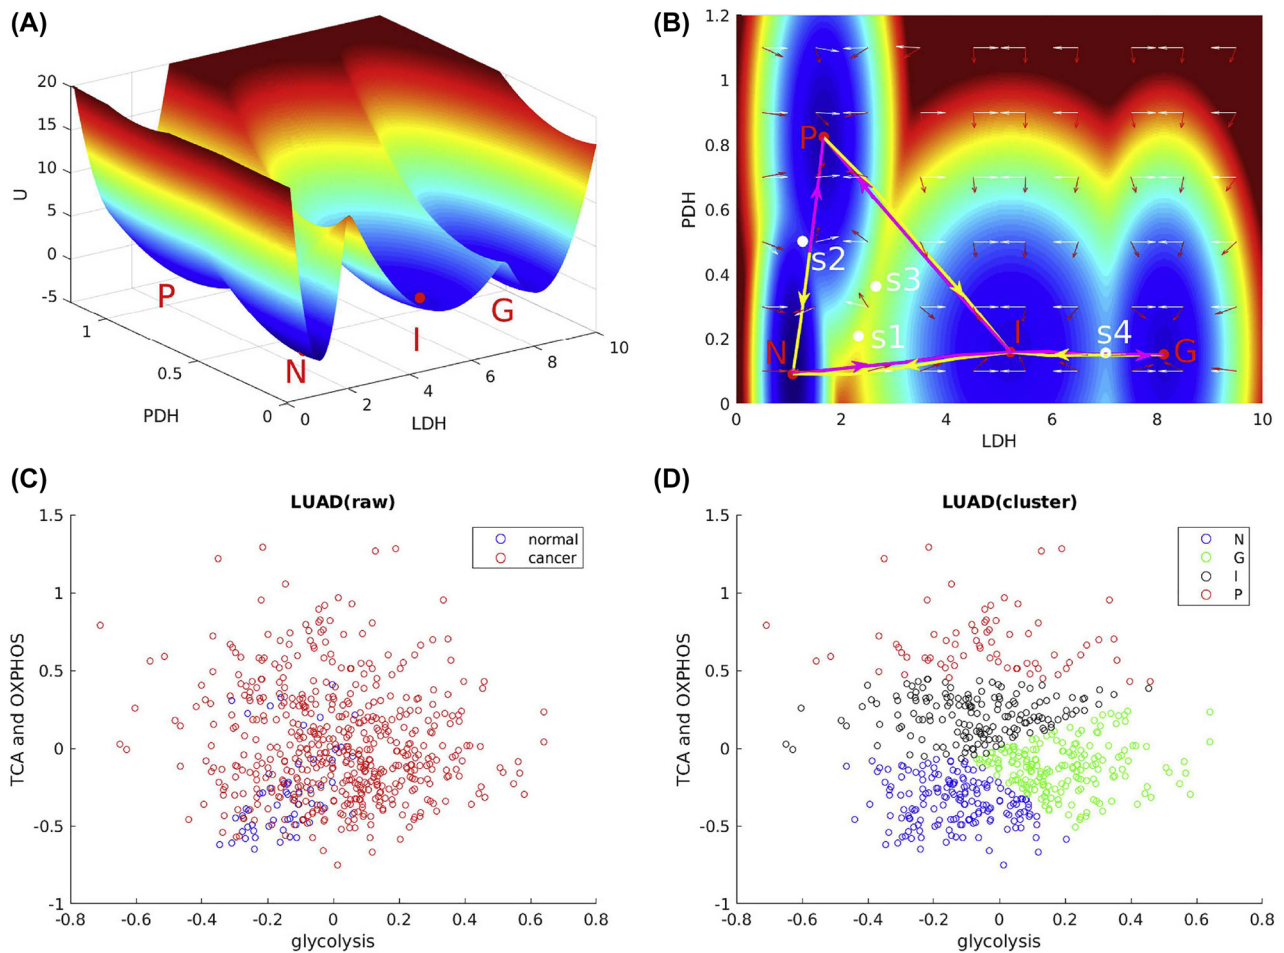 (A)
20
15
10
5
0
-5
U
P
N
I
G
1
0.5
0
PDH
0
2
4
6
8
10
LDH
(B)
1.2
1
0.8
0.6
0.4
0.2
0
PDH
P
s2
s3
s1
N
I
s4
G
0
2
4
6
8
10
LDH
(C)
LUAD(raw)
1.5
1
0.5
0
-0.5
-1
TCA and OXPHOS
normal
cancer
-0.8
-0.6
-0.4
-0.2
0
0.2
0.4
0.6
0.8
glycolysis
(D)
LUAD(cluster)
1.5
1
0.5
0
-0.5
-1
TCA and OXPHOS
N
G
I
P
-0.8
-0.6
-0.4
-0.2
0
0.2
0.4
0.6
0.8
glycolysis